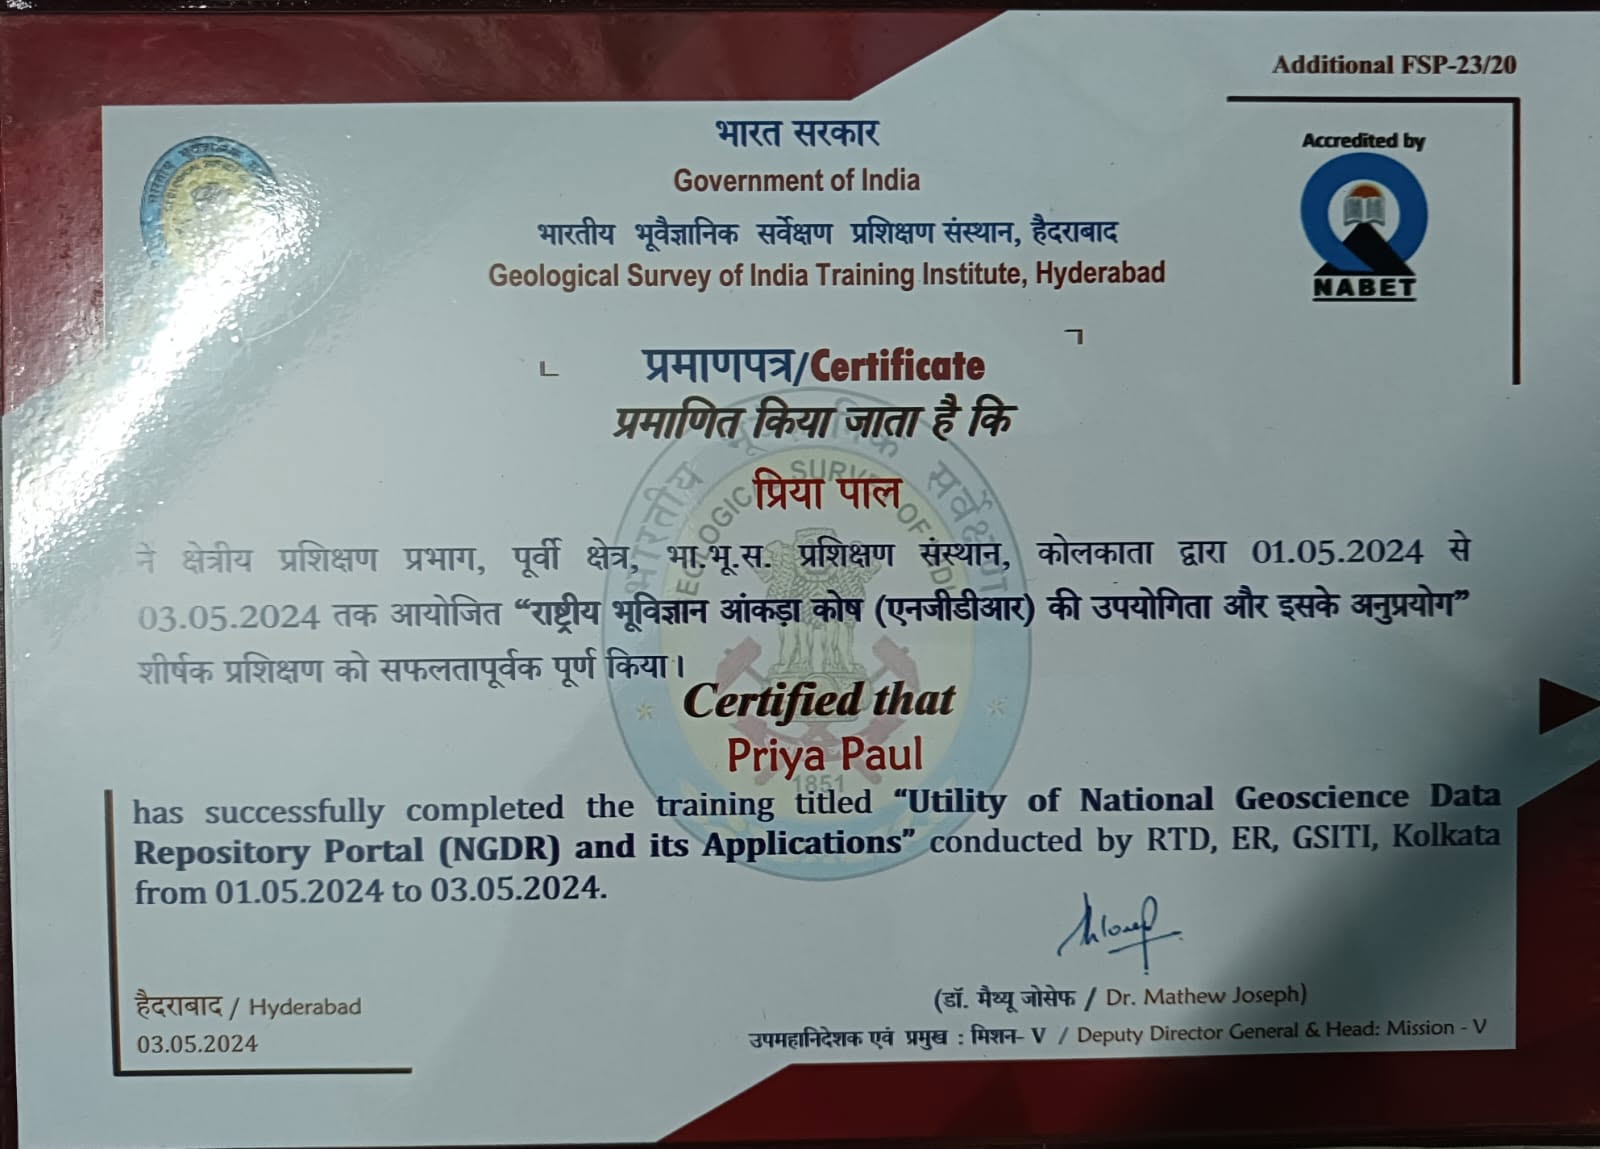 Additional FSP-23/20
भारत सरकार
Government of India
भारतीय भूवैज्ञानिक सर्वेक्षण प्रशिक्षण संस्थान, हैदराबाद
Geological Survey of India Training Institute, Hyderabad
Accredited by
NABET
प्रमाणपत्र/Certificate
प्रमाणित किया जाता है कि
प्रिया पाल
ने क्षेत्रीय प्रशिक्षण प्रभाग, पूर्वी क्षेत्र, भा.भू.स. प्रशिक्षण संस्थान, कोलकाता द्वारा 01.05.2024 से
03.05.2024 तक आयोजित “राष्ट्रीय भूविज्ञान आंकड़ा कोष (एनजीडीआर) की उपयोगिता और इसके अनुप्रयोग”
शीर्षक प्रशिक्षण को सफलतापूर्वक पूर्ण किया।
Certified that
Priya Paul
1851
has successfully completed the training titled “Utility of National Geoscience Data
Repository Portal (NGDR) and its Applications” conducted by RTD, ER, GSITI, Kolkata
from 01.05.2024 to 03.05.2024.
(डॉ. मैथ्यू जोसेफ / Dr. Mathew Joseph)
उपमहानिदेशक एवं प्रमुख : मिशन- V / Deputy Director General & Head: Mission - V
हैदराबाद / Hyderabad
03.05.2024